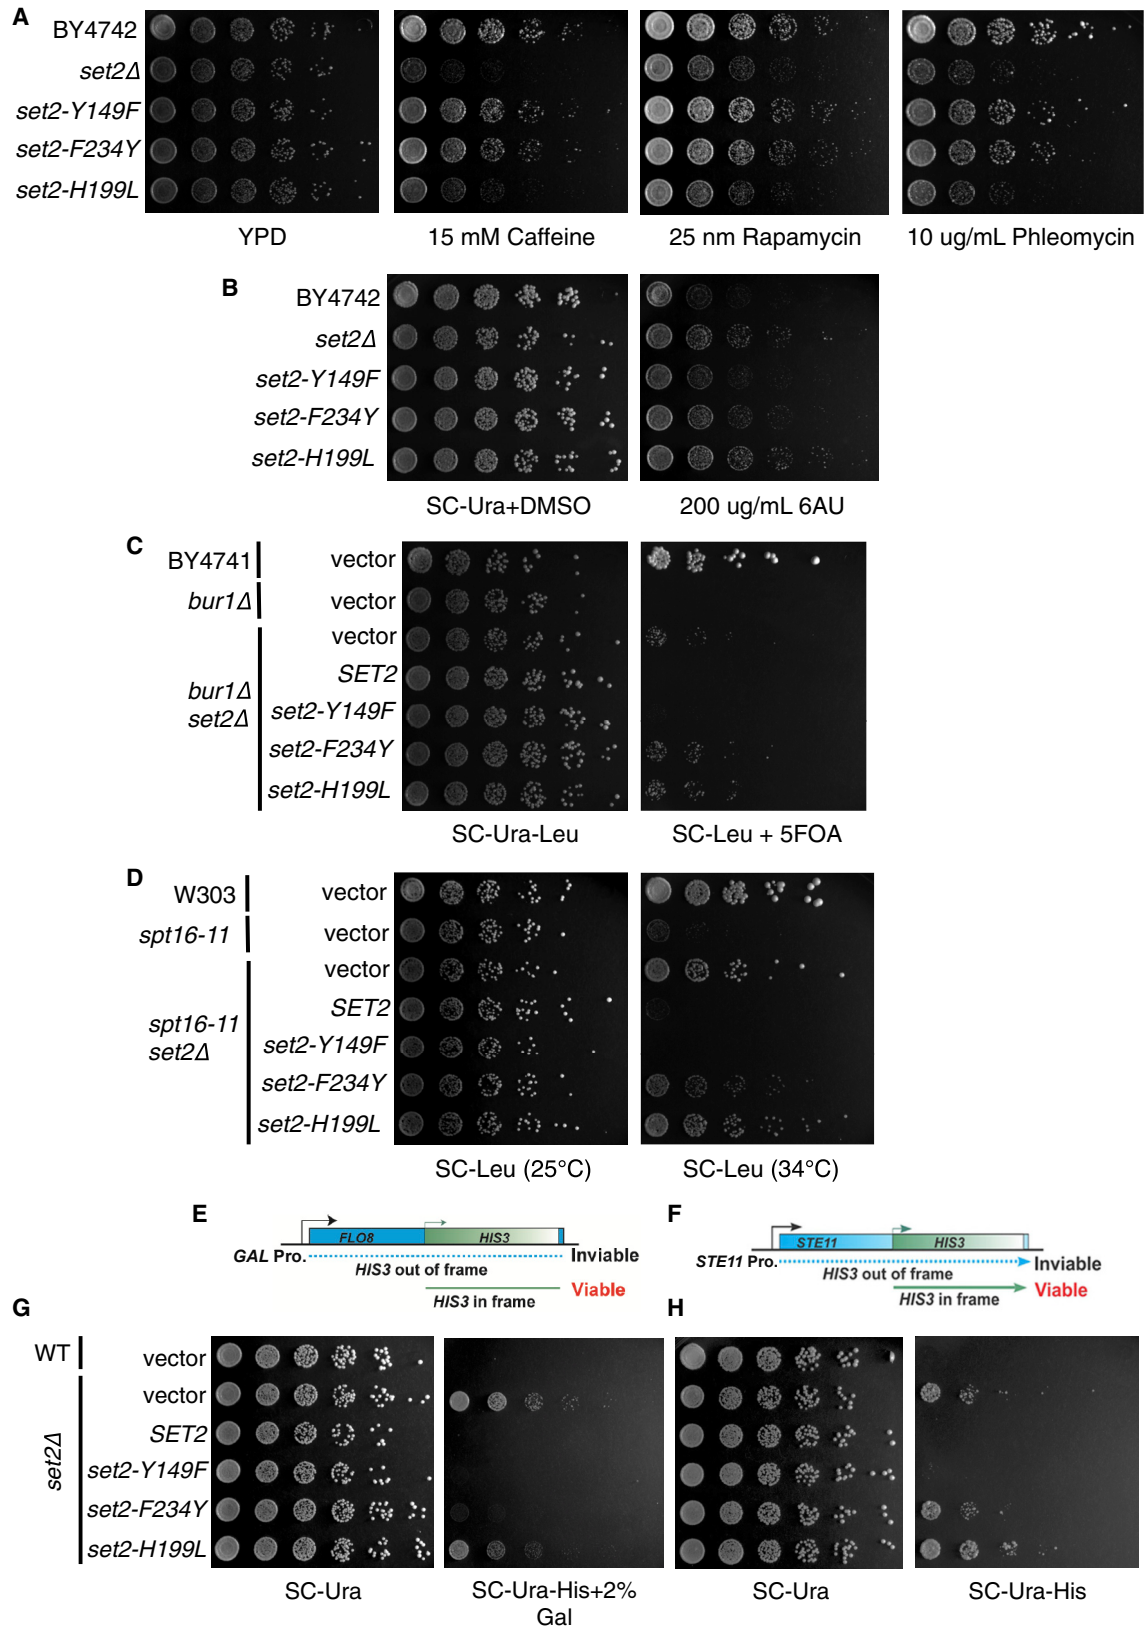 A
BY4742
set2Δ
set2-Y149F
set2-F234Y
set2-H199L
YPD
15 mM Caffeine
25 nm Rapamycin
10 ug/mL Phleomycin
B
BY4742
set2Δ
set2-Y149F
set2-F234Y
set2-H199L
SC-Ura+DMSO
200 ug/mL 6AU
C
BY4741
vector
bur1Δ
vector
bur1Δ
set2Δ
vector
SET2
set2-Y149F
set2-F234Y
set2-H199L
SC-Ura-Leu
SC-Leu + 5FOA
D
W303
vector
spt16-11
vector
spt16-11
set2Δ
vector
SET2
set2-Y149F
set2-F234Y
set2-H199L
SC-Leu (25°C)
SC-Leu (34°C)
E
FLO8
HIS3
GAL Pro.
Inviable
HIS3 out of frame
Viable
HIS3 in frame
F
STE11
HIS3
STE11 Pro.
Inviable
HIS3 out of frame
Viable
HIS3 in frame
G
H
WT
vector
set2Δ
vector
SET2
set2-Y149F
set2-F234Y
set2-H199L
SC-Ura
SC-Ura-His+2%
Gal
SC-Ura
SC-Ura-His